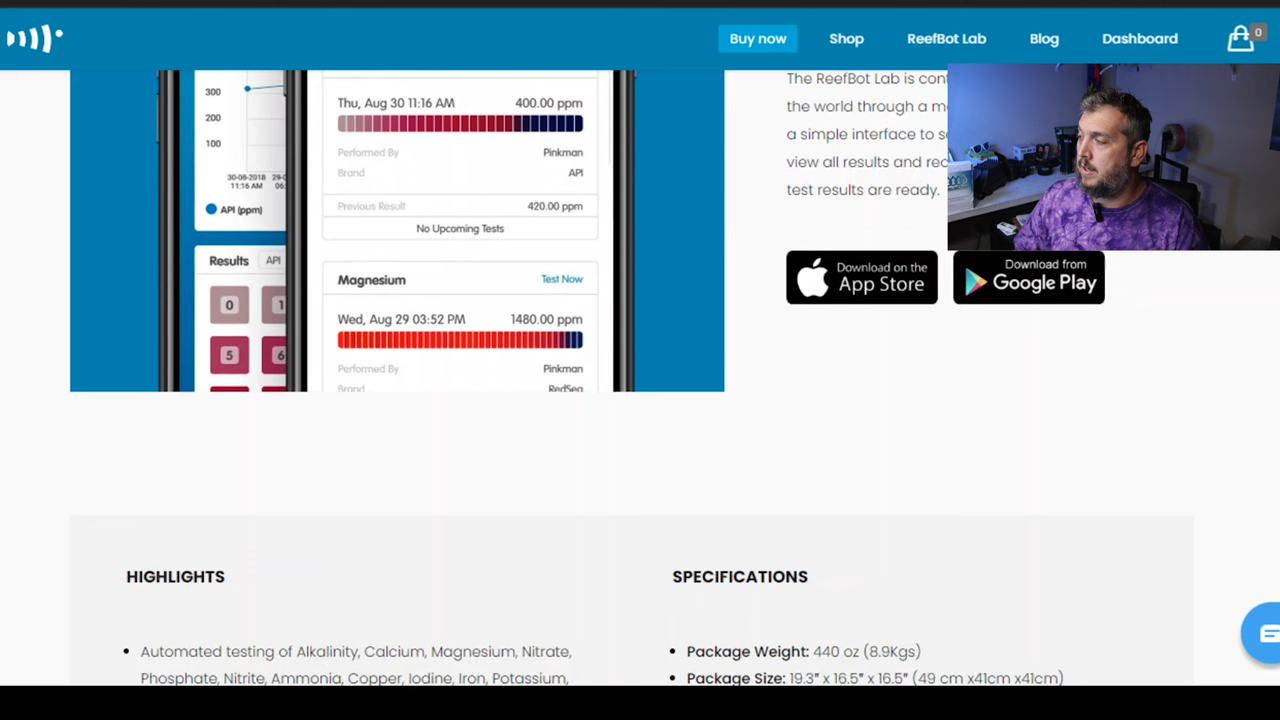 Buy now
Shop
ReefBot Lab
Blog
Dashboard
0
300
200
100
30-08-2018
11:16 AM
API (ppm)
Results
API
0
1
5
6
Thu, Aug 30 11:16 AM 400.00 ppm
Performed By Pinkman
Brand API
Previous Result 420.00 ppm
No Upcoming Tests
Magnesium Test Now
Wed, Aug 29 03:52 PM 1480.00 ppm
Performed By Pinkman
Brand RedSea
The ReefBot Lab is
the world through a
a simple interface to
view all results and
test results are ready.
Download on the
App Store
Download from
Google Play
HIGHLIGHTS
• Automated testing of Alkalinity, Calcium, Magnesium, Nitrate,
Phosphate, Nitrite, Ammonia, Copper, Iodine, Iron, Potassium,
SPECIFICATIONS
• Package Weight: 440 oz (8.9Kgs)
• Package Size: 19.3" x 16.5" x 16.5" (49 cm x41cm x41cm)